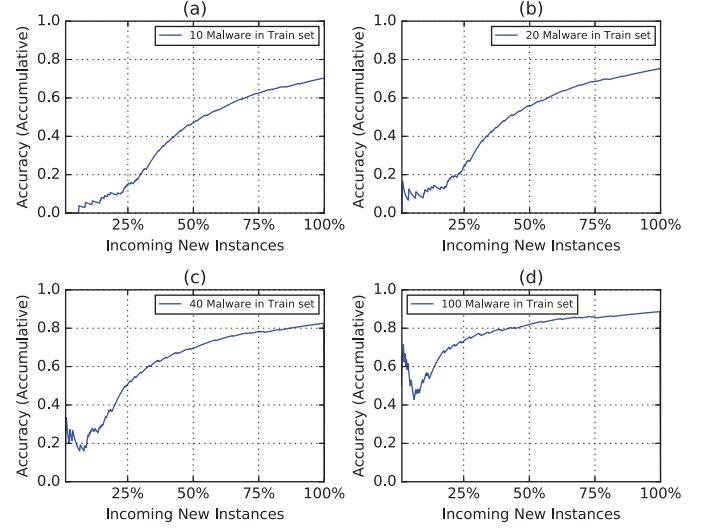 (a)
10 Malware in Train set
Accuracy (Accumulative)
1.0
0.8
0.6
0.4
0.2
0.0
25%
50%
75%
100%
Incoming New Instances
(b)
20 Malware in Train set
Accuracy (Accumulative)
1.0
0.8
0.6
0.4
0.2
0.0
25%
50%
75%
100%
Incoming New Instances
(c)
40 Malware in Train set
Accuracy (Accumulative)
1.0
0.8
0.6
0.4
0.2
0.0
25%
50%
75%
100%
Incoming New Instances
(d)
100 Malware in Train set
Accuracy (Accumulative)
1.0
0.8
0.6
0.4
0.2
0.0
25%
50%
75%
100%
Incoming New Instances